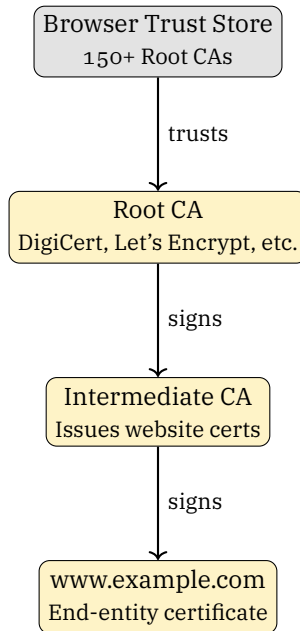 Browser Trust Store
150+ Root CAs
trusts
Root CA
DigiCert, Let's Encrypt, etc.
signs
Intermediate CA
Issues website certs
signs
www.example.com
End-entity certificate